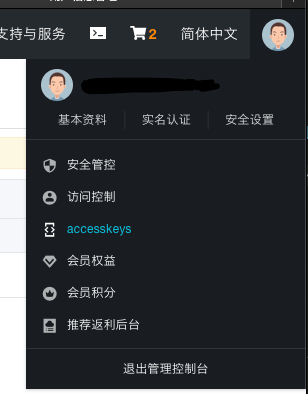 支持与服务 2 简体中文
基本资料 实名认证 安全设置
安全管控
访问控制
accesskeys
会员权益
会员积分
推荐返利后台
退出管理控制台